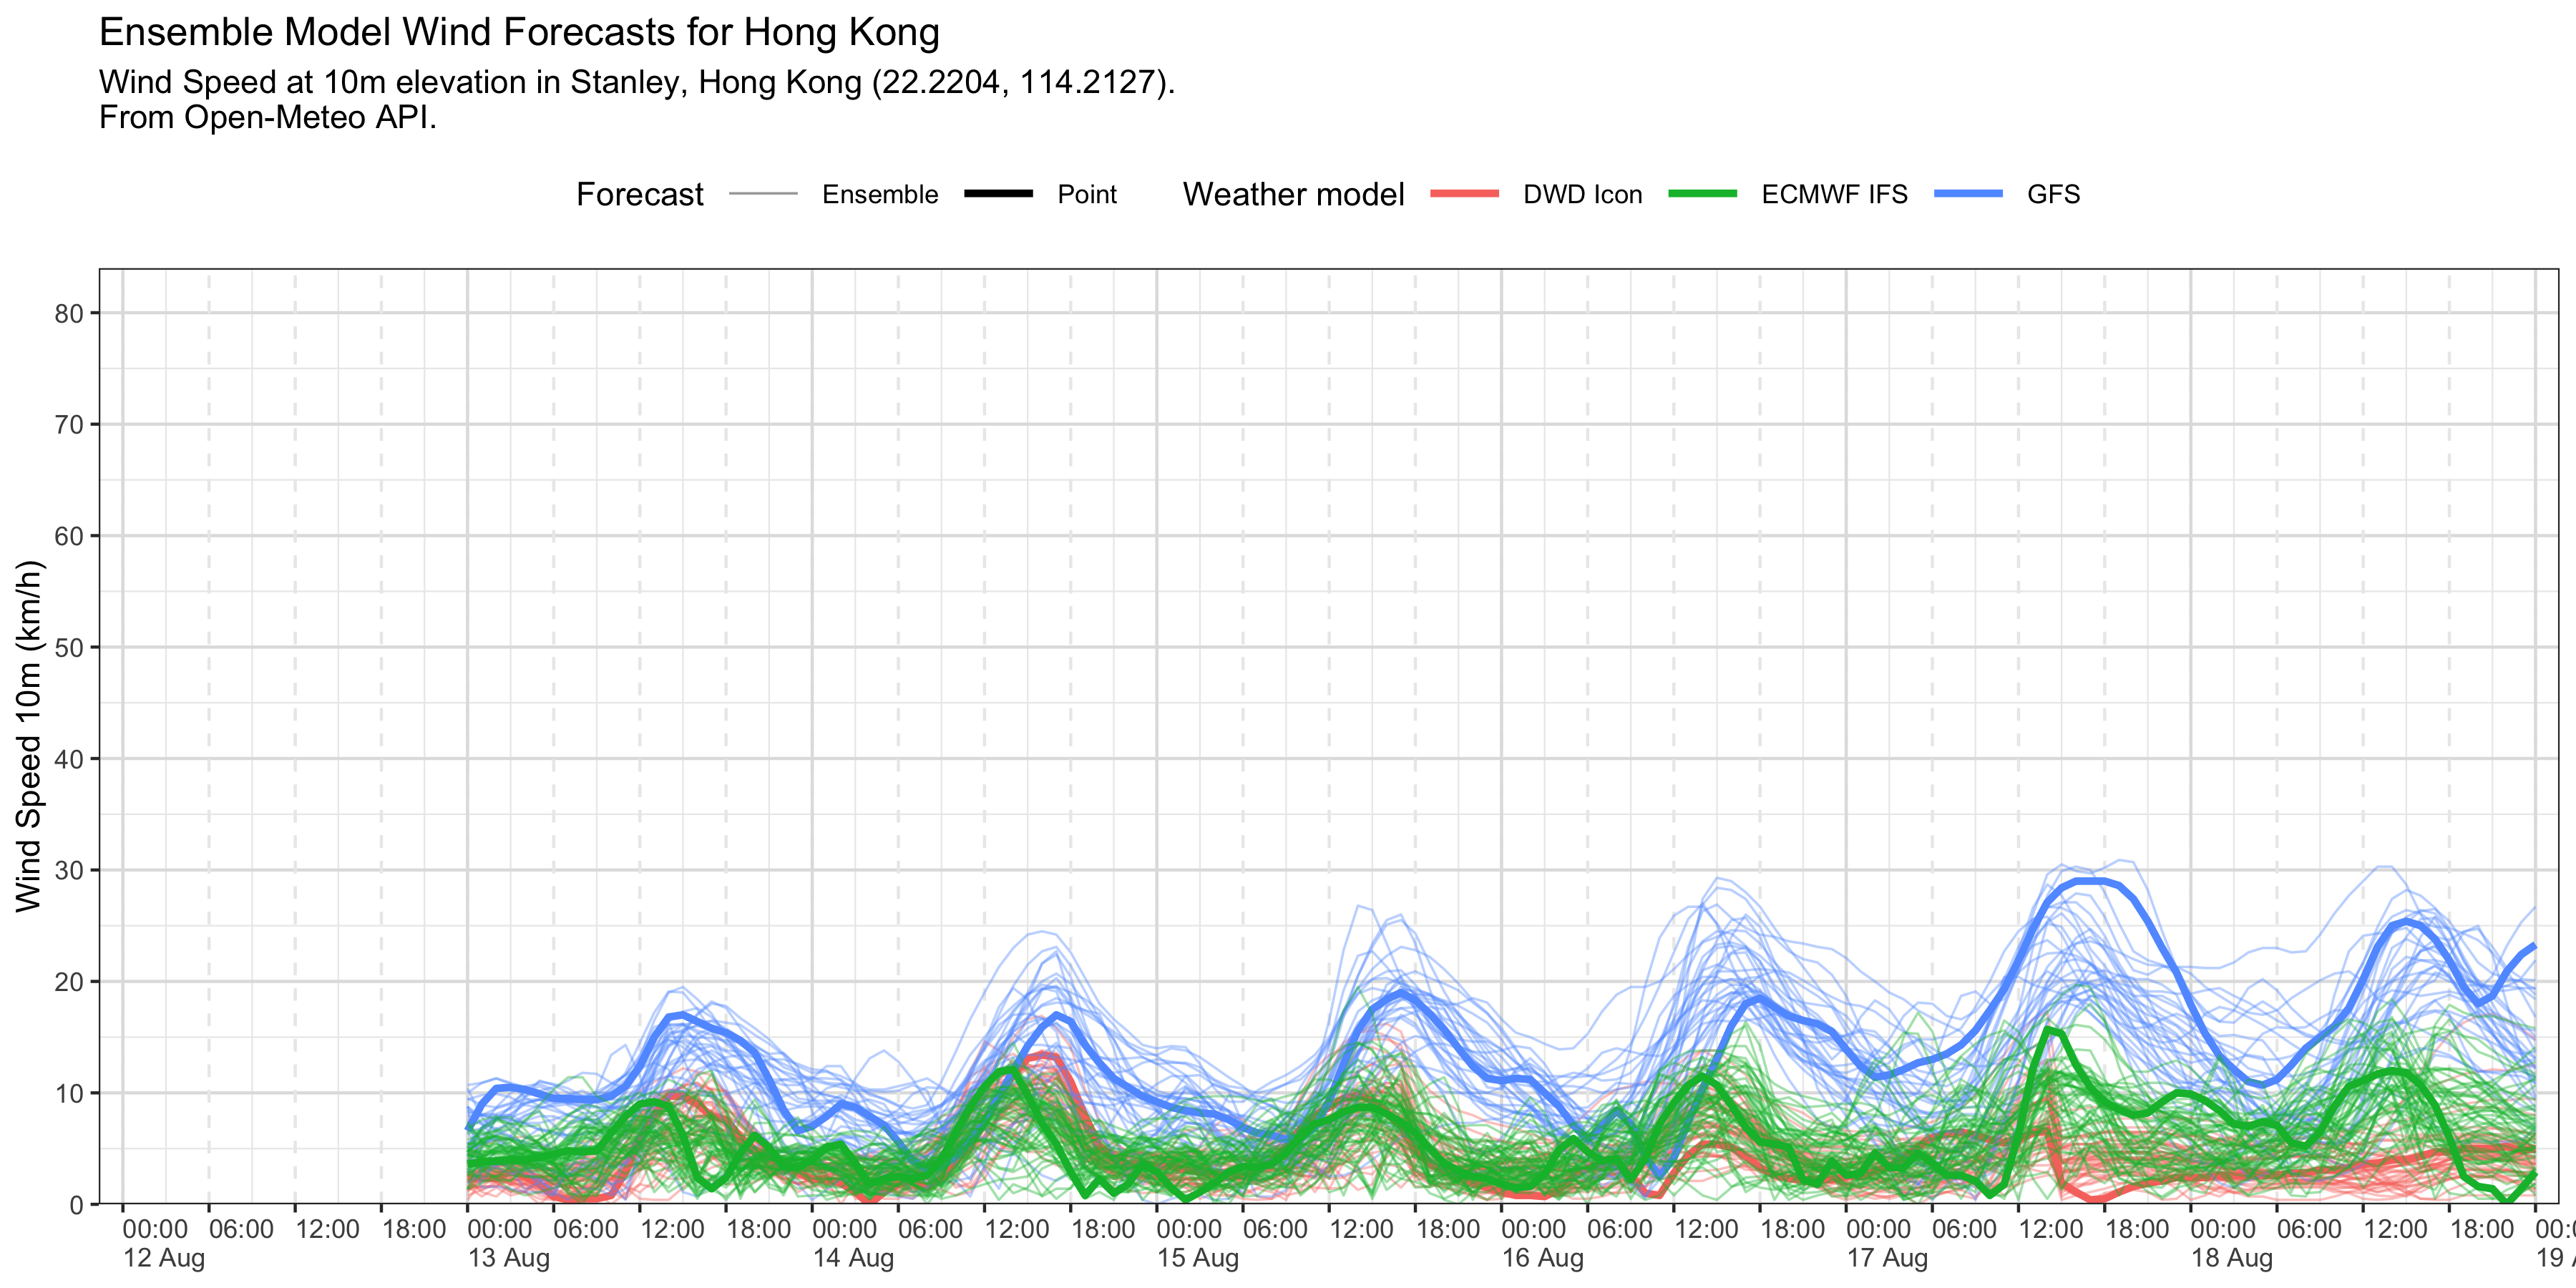 Ensemble Model Wind Forecasts for Hong Kong
Wind Speed at 10m elevation in Stanley, Hong Kong (22.2204, 114.2127).
From Open-Meteo API.
Forecast Ensemble Point Weather model DWD Icon ECMWF IFS GFS
Wind Speed 10m (km/h)
80
70
60
50
40
30
20
10
0
00:00 06:00 12:00 18:00 00:00 06:00 12:00 18:00 00:00 06:00 12:00 18:00 00:00 06:00 12:00 18:00 00:00 06:00 12:00 18:00 00:00 06:00 12:00 18:00 00:00 06:00 12:00 18:00
12 Aug 13 Aug 14 Aug 15 Aug 16 Aug 17 Aug 18 Aug 19